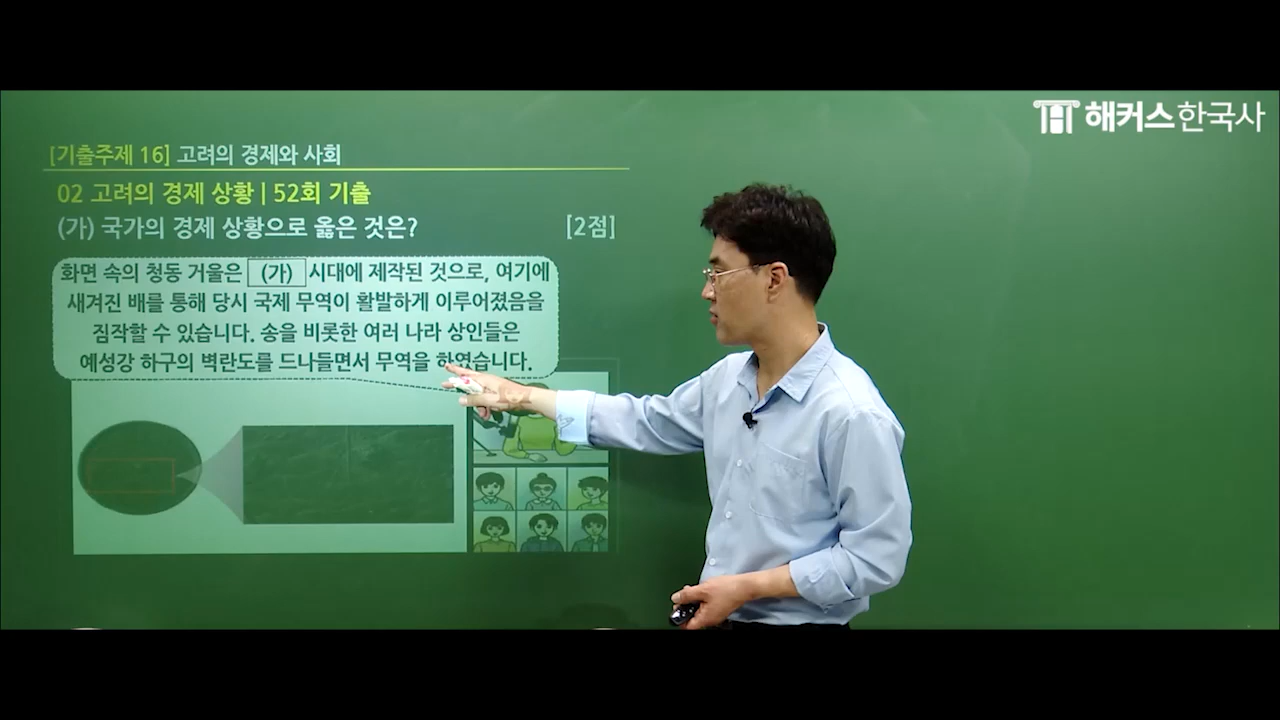 해커스한국사
[기출주제 16] 고려의 경제와 사회
02 고려의 경제 상황 | 52회 기출
(가) 국가의 경제 상황으로 옳은 것은? [2점]
화면 속의 청동 거울은 (가) 시대에 제작된 것으로, 여기에
새겨진 배를 통해 당시 국제 무역이 활발하게 이루어졌음을
짐작할 수 있습니다. 송을 비롯한 여러 나라 상인들은
예성강 하구의 벽란도를 드나들면서 무역을 하였습니다.